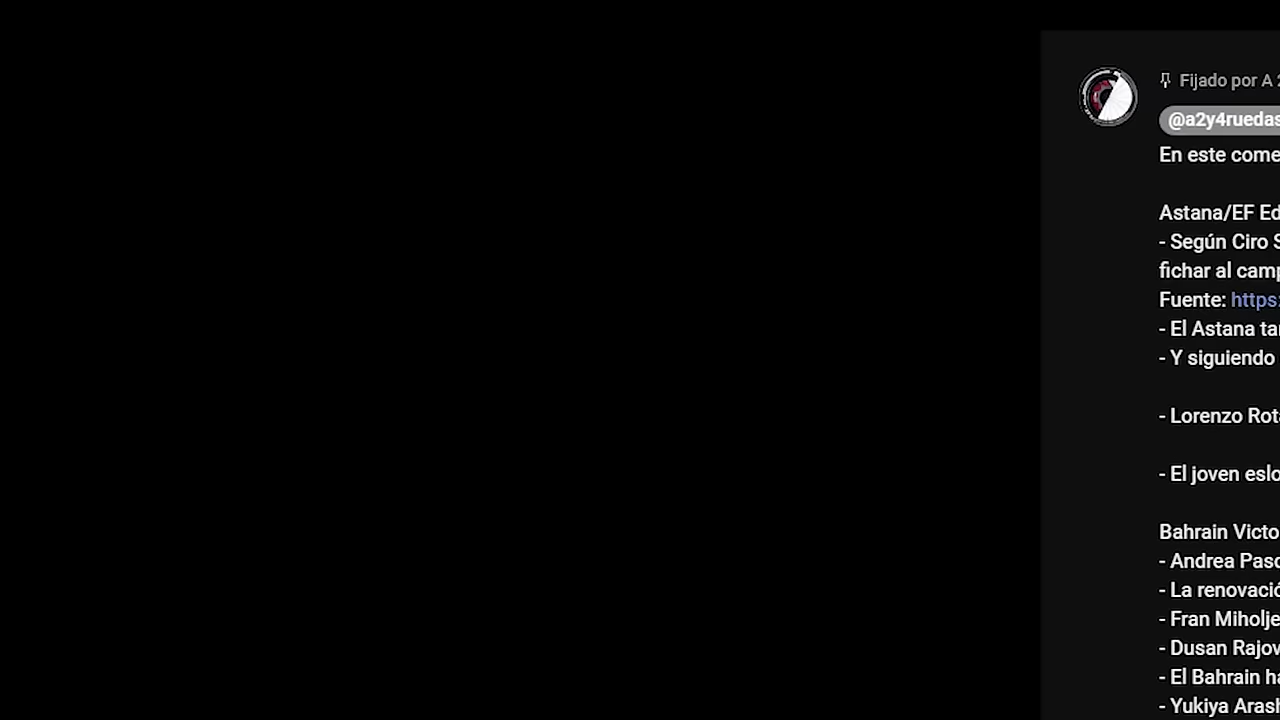 Fijado por A
@a2y4ruedas
En este come
Astana/EF Ed
- Según Ciro S
fichar al camp
Fuente: https:
- El Astana ta
- Y siguiendo
- Lorenzo Rot
- El joven eslo
Bahrain Victo
- Andrea Pasq
- La renovació
- Fran Miholje
- Dusan Rajov
- El Bahrain ha
- Yukiya Arash